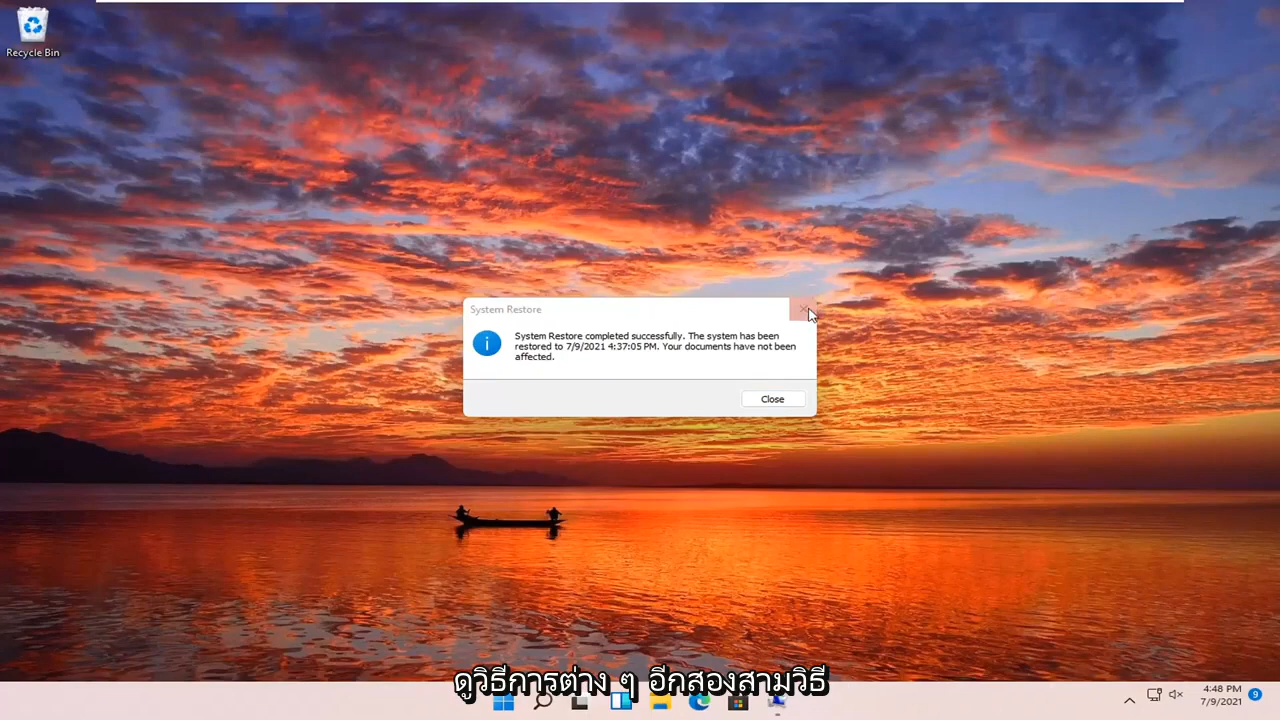 Recycle Bin
System Restore
System Restore completed successfully. The system has been
restored to 7/9/2021 4:37:05 PM. Your documents have not been
affected.
Close
ดูวิธีการต่าง ๆ อีกสองสามวิธี
4:48 PM
7/9/2021
9